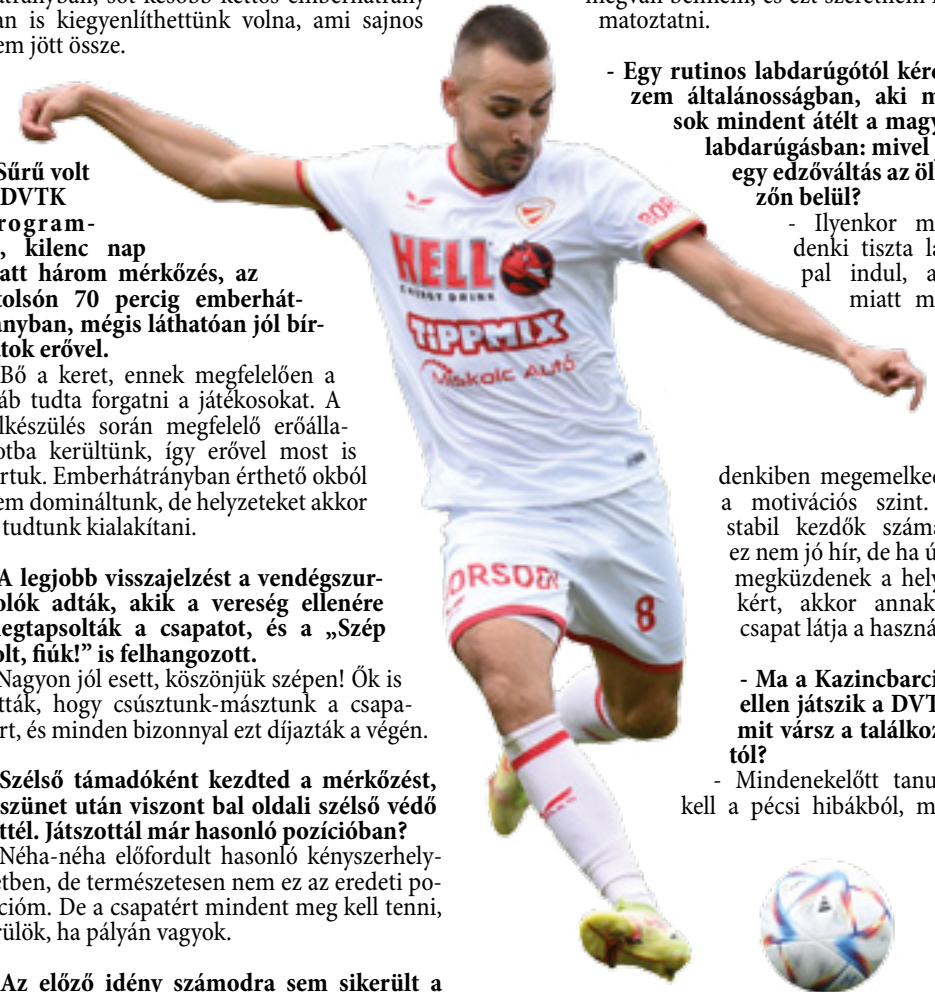 an is kiegyenlíthettünk volna, ami sajnos
em jött össze.
Sűrű volt
DVTK
rogram-
, kilenc nap
att három mérkőzés, az
tolsón 70 percig emberhát-
ányban, mégis láthatóan jól bír-
tok erővel.
Bő a keret, ennek megfelelően a
áb tudta forgatni a játékosokat. A
lkészülés során megfelelő erőálla-
otba kerültünk, így erővel most is
rtuk. Emberhátrányban érthető okból
em domináltunk, de helyzeteket akkor
tudtunk kialakítani.
A legjobb visszajelzést a vendégszur-
olók adták, akik a vereség ellenére
egtapsolták a csapatot, és a „Szép
olt, fiúk!” is felhangozott.
Nagyon jól esett, köszönjük szépen! Ők is
tták, hogy csúsztunk-másztunk a csapa-
rt, és minden bizonnyal ezt díjazták a végén.
Szélső támadóként kezdted a mérkőzést,
szünet után viszont bal oldali szélső védő
ttél. Játszottál már hasonló pozícióban?
Néha-néha előfordult hasonló kényszerhely-
etben, de természetesen nem ez az eredeti po-
cióm. De a csapatért mindent meg kell tenni,
rülök, ha pályán vagyok.
Az előző idény számodra sem sikerült a
matoztatni.
- Egy rutinos labdarúgótól kér
zem általánosságban, aki m
sok mindent átélt a magy
labdarúgásban: mivel
egy edzőváltás az öl
zőn belül?
- Ilyenkor m
denki tiszta la
pal indul, a
miatt m
denkiben megemelke
a motivációs szint.
stabil kezdők szám
ez nem jó hír, de ha ú
megküzdenek a hely
kért, akkor annak
csapat látja a haszná
- Ma a Kazincbarci
ellen játszik a DVT
mit vársz a találkoz
tól?
- Mindenekelőtt tanu
kell a pécsi hibákból, m
BORS
HELL
ENERGY DRINK
TiPPMIX
Miskolc Autó
ORSOD
8